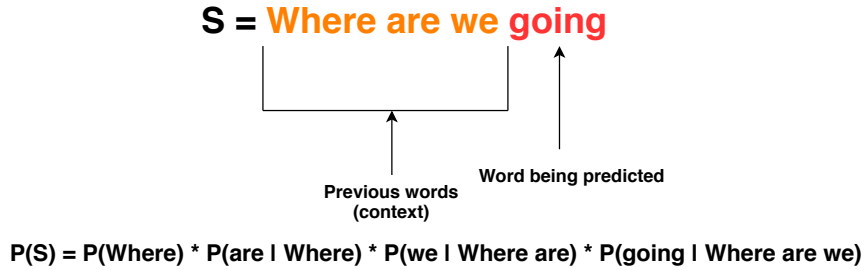 S = Where are we going
Previous words
(context)
Word being predicted
P(S) = P(Where) * P(are | Where) * P(we | Where are) * P(going | Where are we)